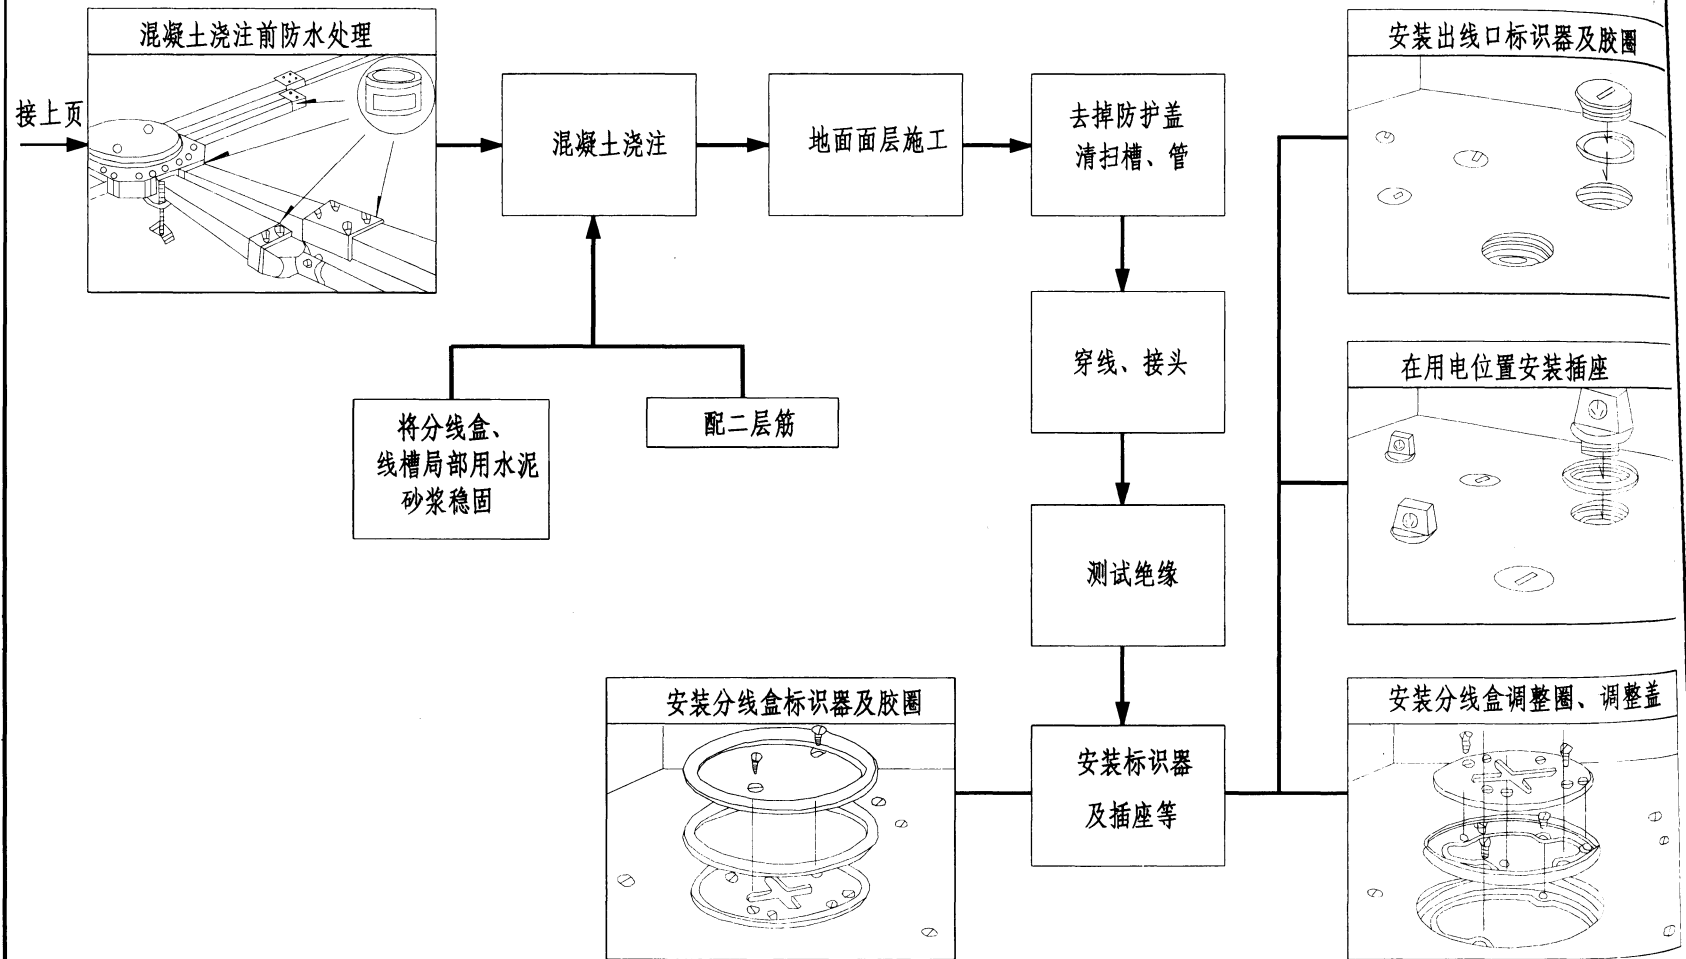 混凝土浇注前防水处理
接上页
混凝土浇注
地面面层施工
去掉防护盖
清扫槽、管
安装出线口标识器及胶圈
穿线、接头
在用电位置安装插座
将分线盒、
线槽局部用水泥
砂浆稳固
配二层筋
测试绝缘
安装分线盒标识器及胶圈
安装标识器
及插座等
安装分线盒调整圈、调整盖